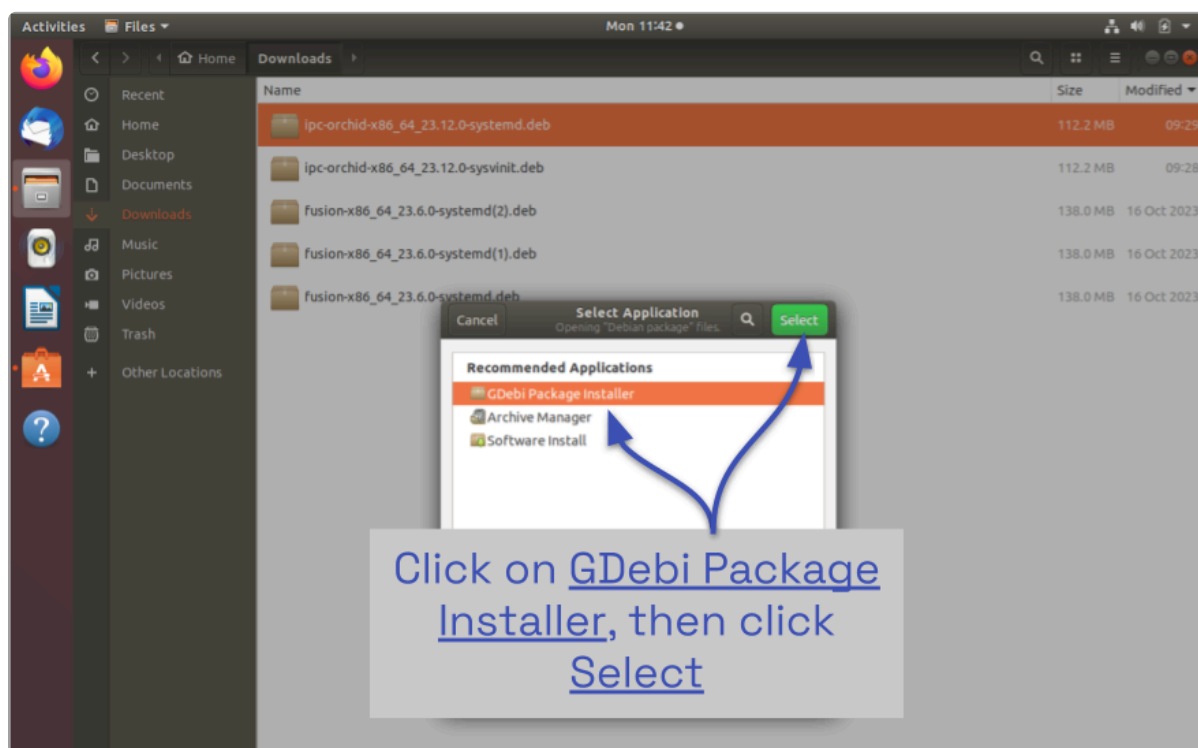 Activities Files Mon 11:42
Home Downloads
Name Size Modified
Recent
Home
Desktop
Documents
Downloads
Music
Pictures
Videos
Trash
Other Locations
ipc-orchid-x86_64_23.12.0-systemd.deb 112.2 MB 09:29
ipc-orchid-x86_64_23.12.0-sysvinit.deb 112.2 MB 09:28
fusion-x86_64_23.6.0-systemd(2).deb 138.0 MB 16 Oct 2023
fusion-x86_64_23.6.0-systemd(1).deb 138.0 MB 16 Oct 2023
fusion-x86_64_23.6.0-systemd.deb 138.0 MB 16 Oct 2023
Cancel Select Application Select
Opening "Debian package" files.
Recommended Applications
GDebi Package Installer
Archive Manager
Software Install
Click on GDebi Package
Installer, then click
Select